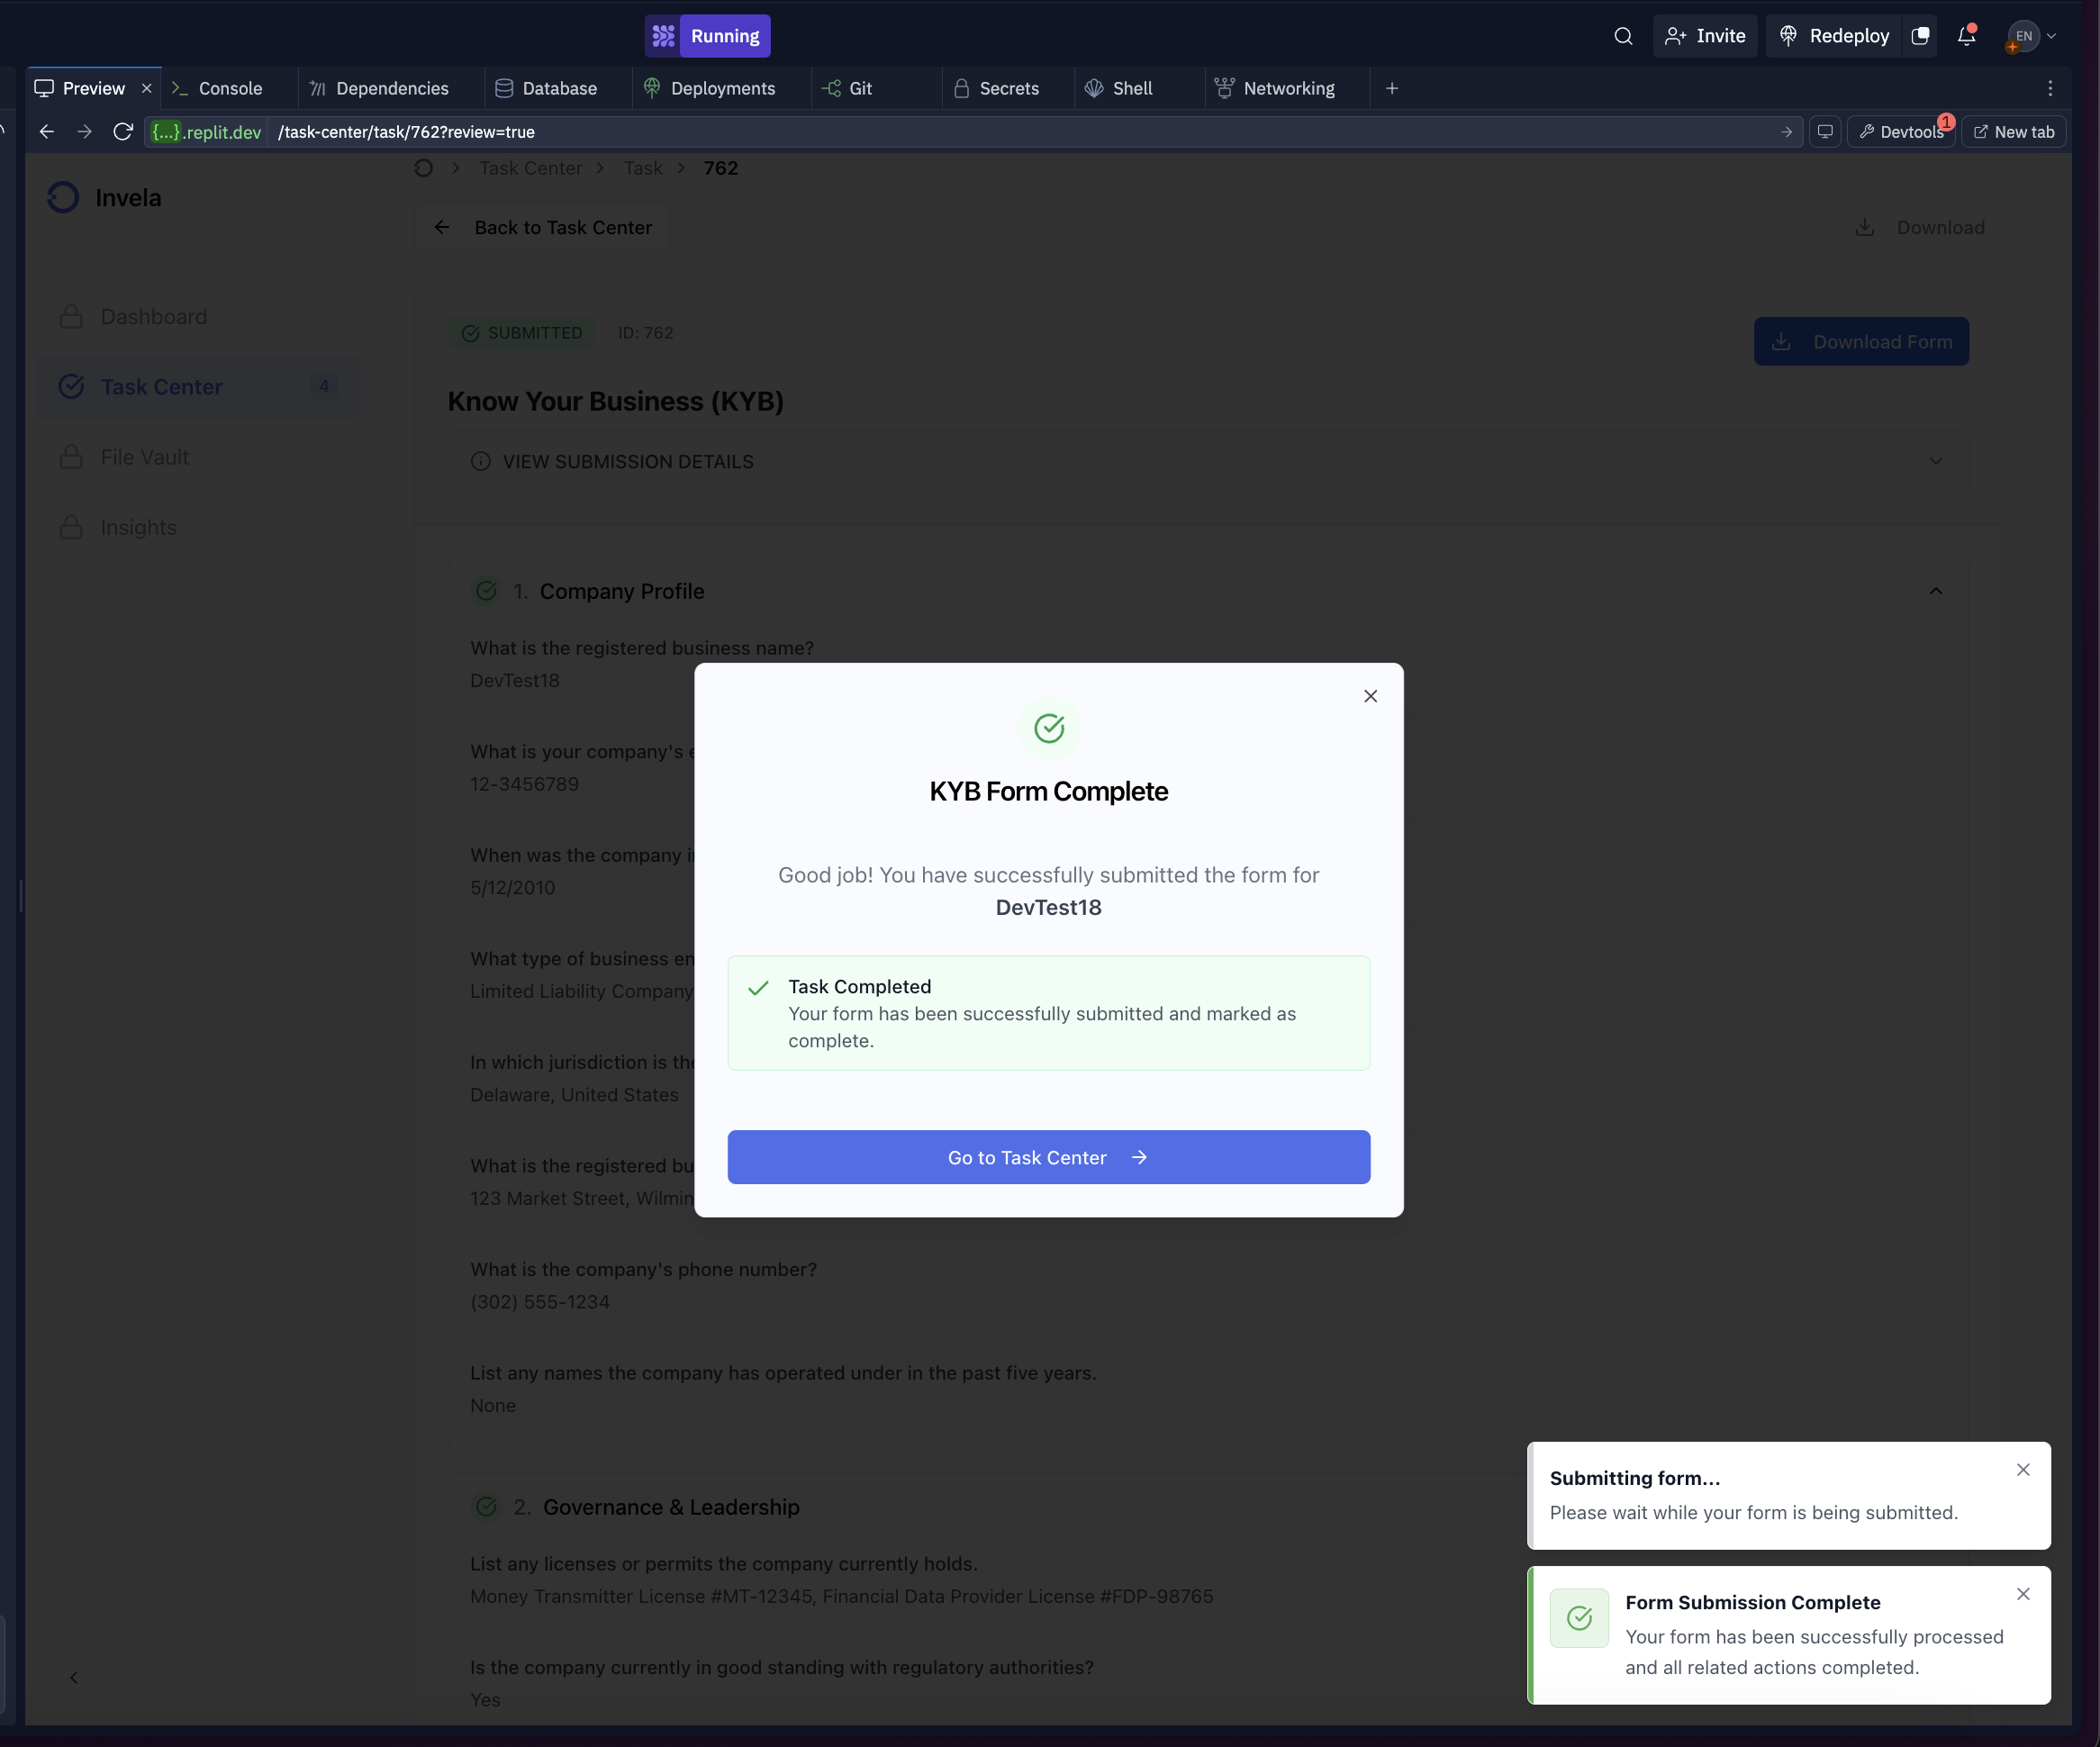 Running
Invite
Redeploy
EN
Preview
Console
Dependencies
Database
Deployments
Git
Secrets
Shell
Networking
{...}.replit.dev
/task-center/task/762?review=true
Devtools
1
New tab
Invela
Task Center
Task
762
Back to Task Center
Download
Dashboard
Task Center
4
File Vault
Insights
SUBMITTED
ID: 762
Download Form
Know Your Business (KYB)
VIEW SUBMISSION DETAILS
1. Company Profile
What is the registered business name?
DevTest18
What is your company's
12-3456789
When was the company
5/12/2010
What type of business
Limited Liability Company
In which jurisdiction is the
Delaware, United States
What is the registered
123 Market Street,
What is the company's phone number?
(302) 555-1234
List any names the company has operated under in the past five years.
None
2. Governance & Leadership
List any licenses or permits the company currently holds.
Money Transmitter License #MT-12345, Financial Data Provider License #FDP-98765
Is the company currently in good standing with regulatory authorities?
Yes
KYB Form Complete
Good job! You have successfully submitted the form for
DevTest18
Task Completed
Your form has been successfully submitted and marked as
complete.
Go to Task Center
Submitting form...
Please wait while your form is being submitted.
Form Submission Complete
Your form has been successfully processed
and all related actions completed.